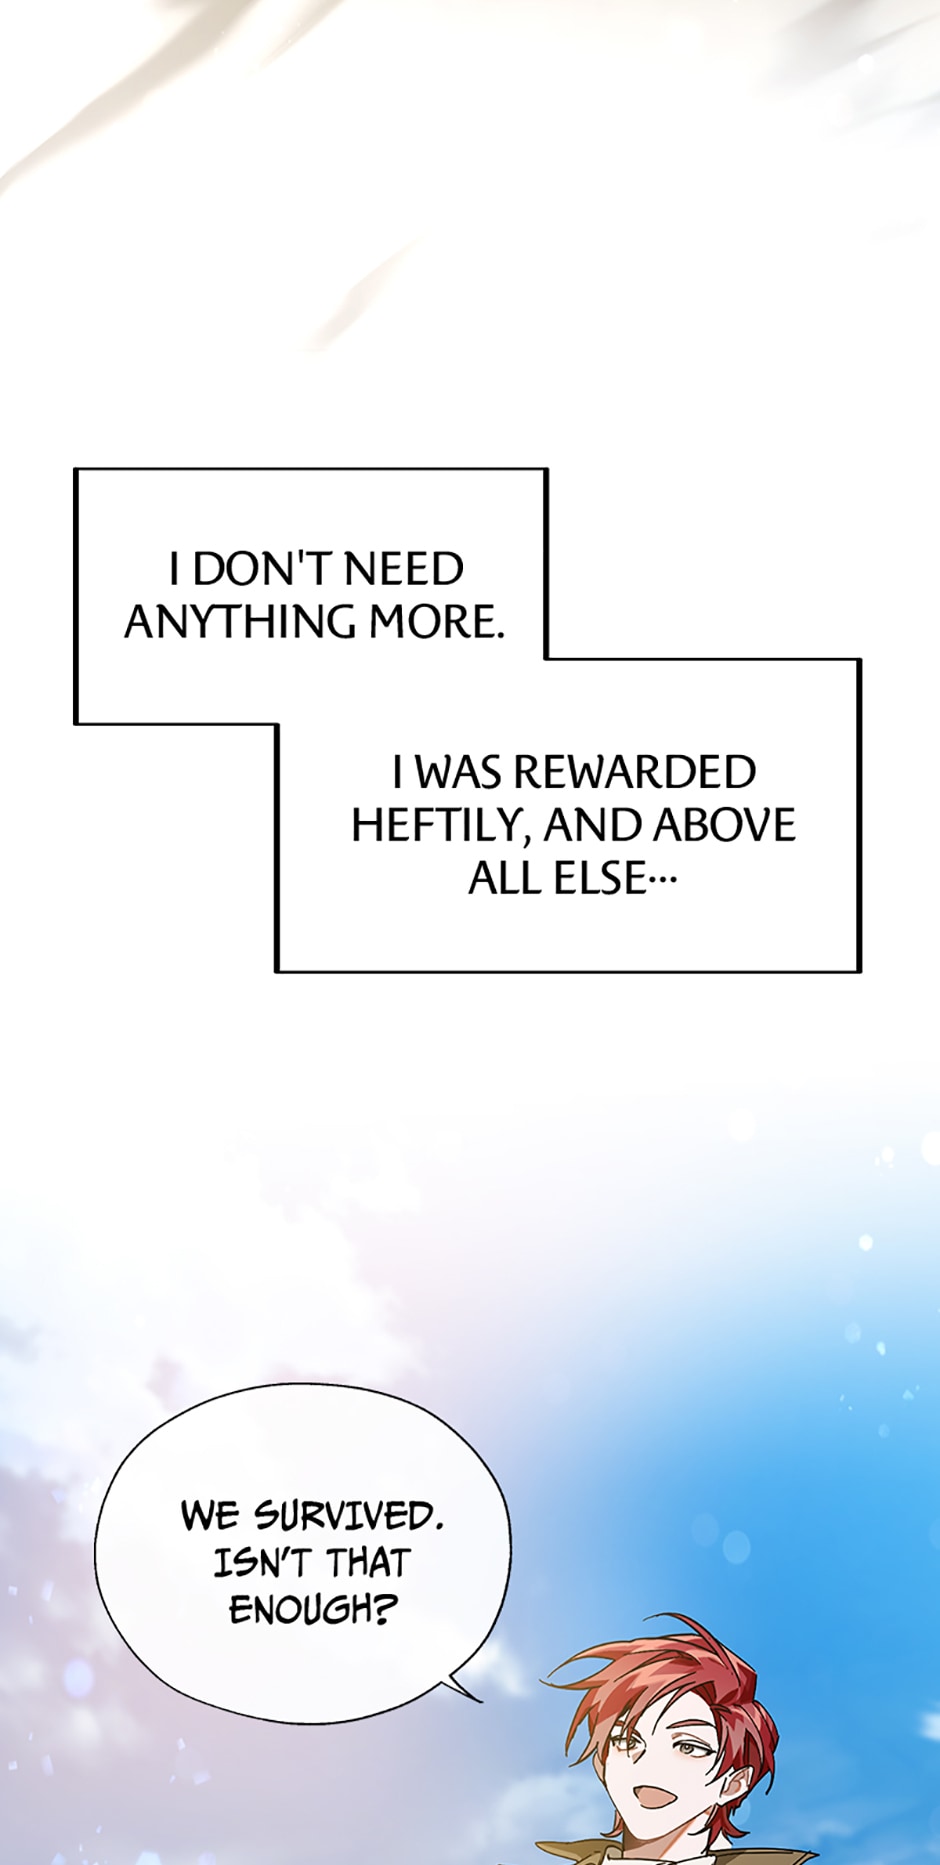 I DON'T NEED
ANYTHING MORE.
I WAS REWARDED
HEFTILY, AND ABOVE
ALL ELSE···
WE SURVIVED.
ISN'T THAT
ENOUGH?